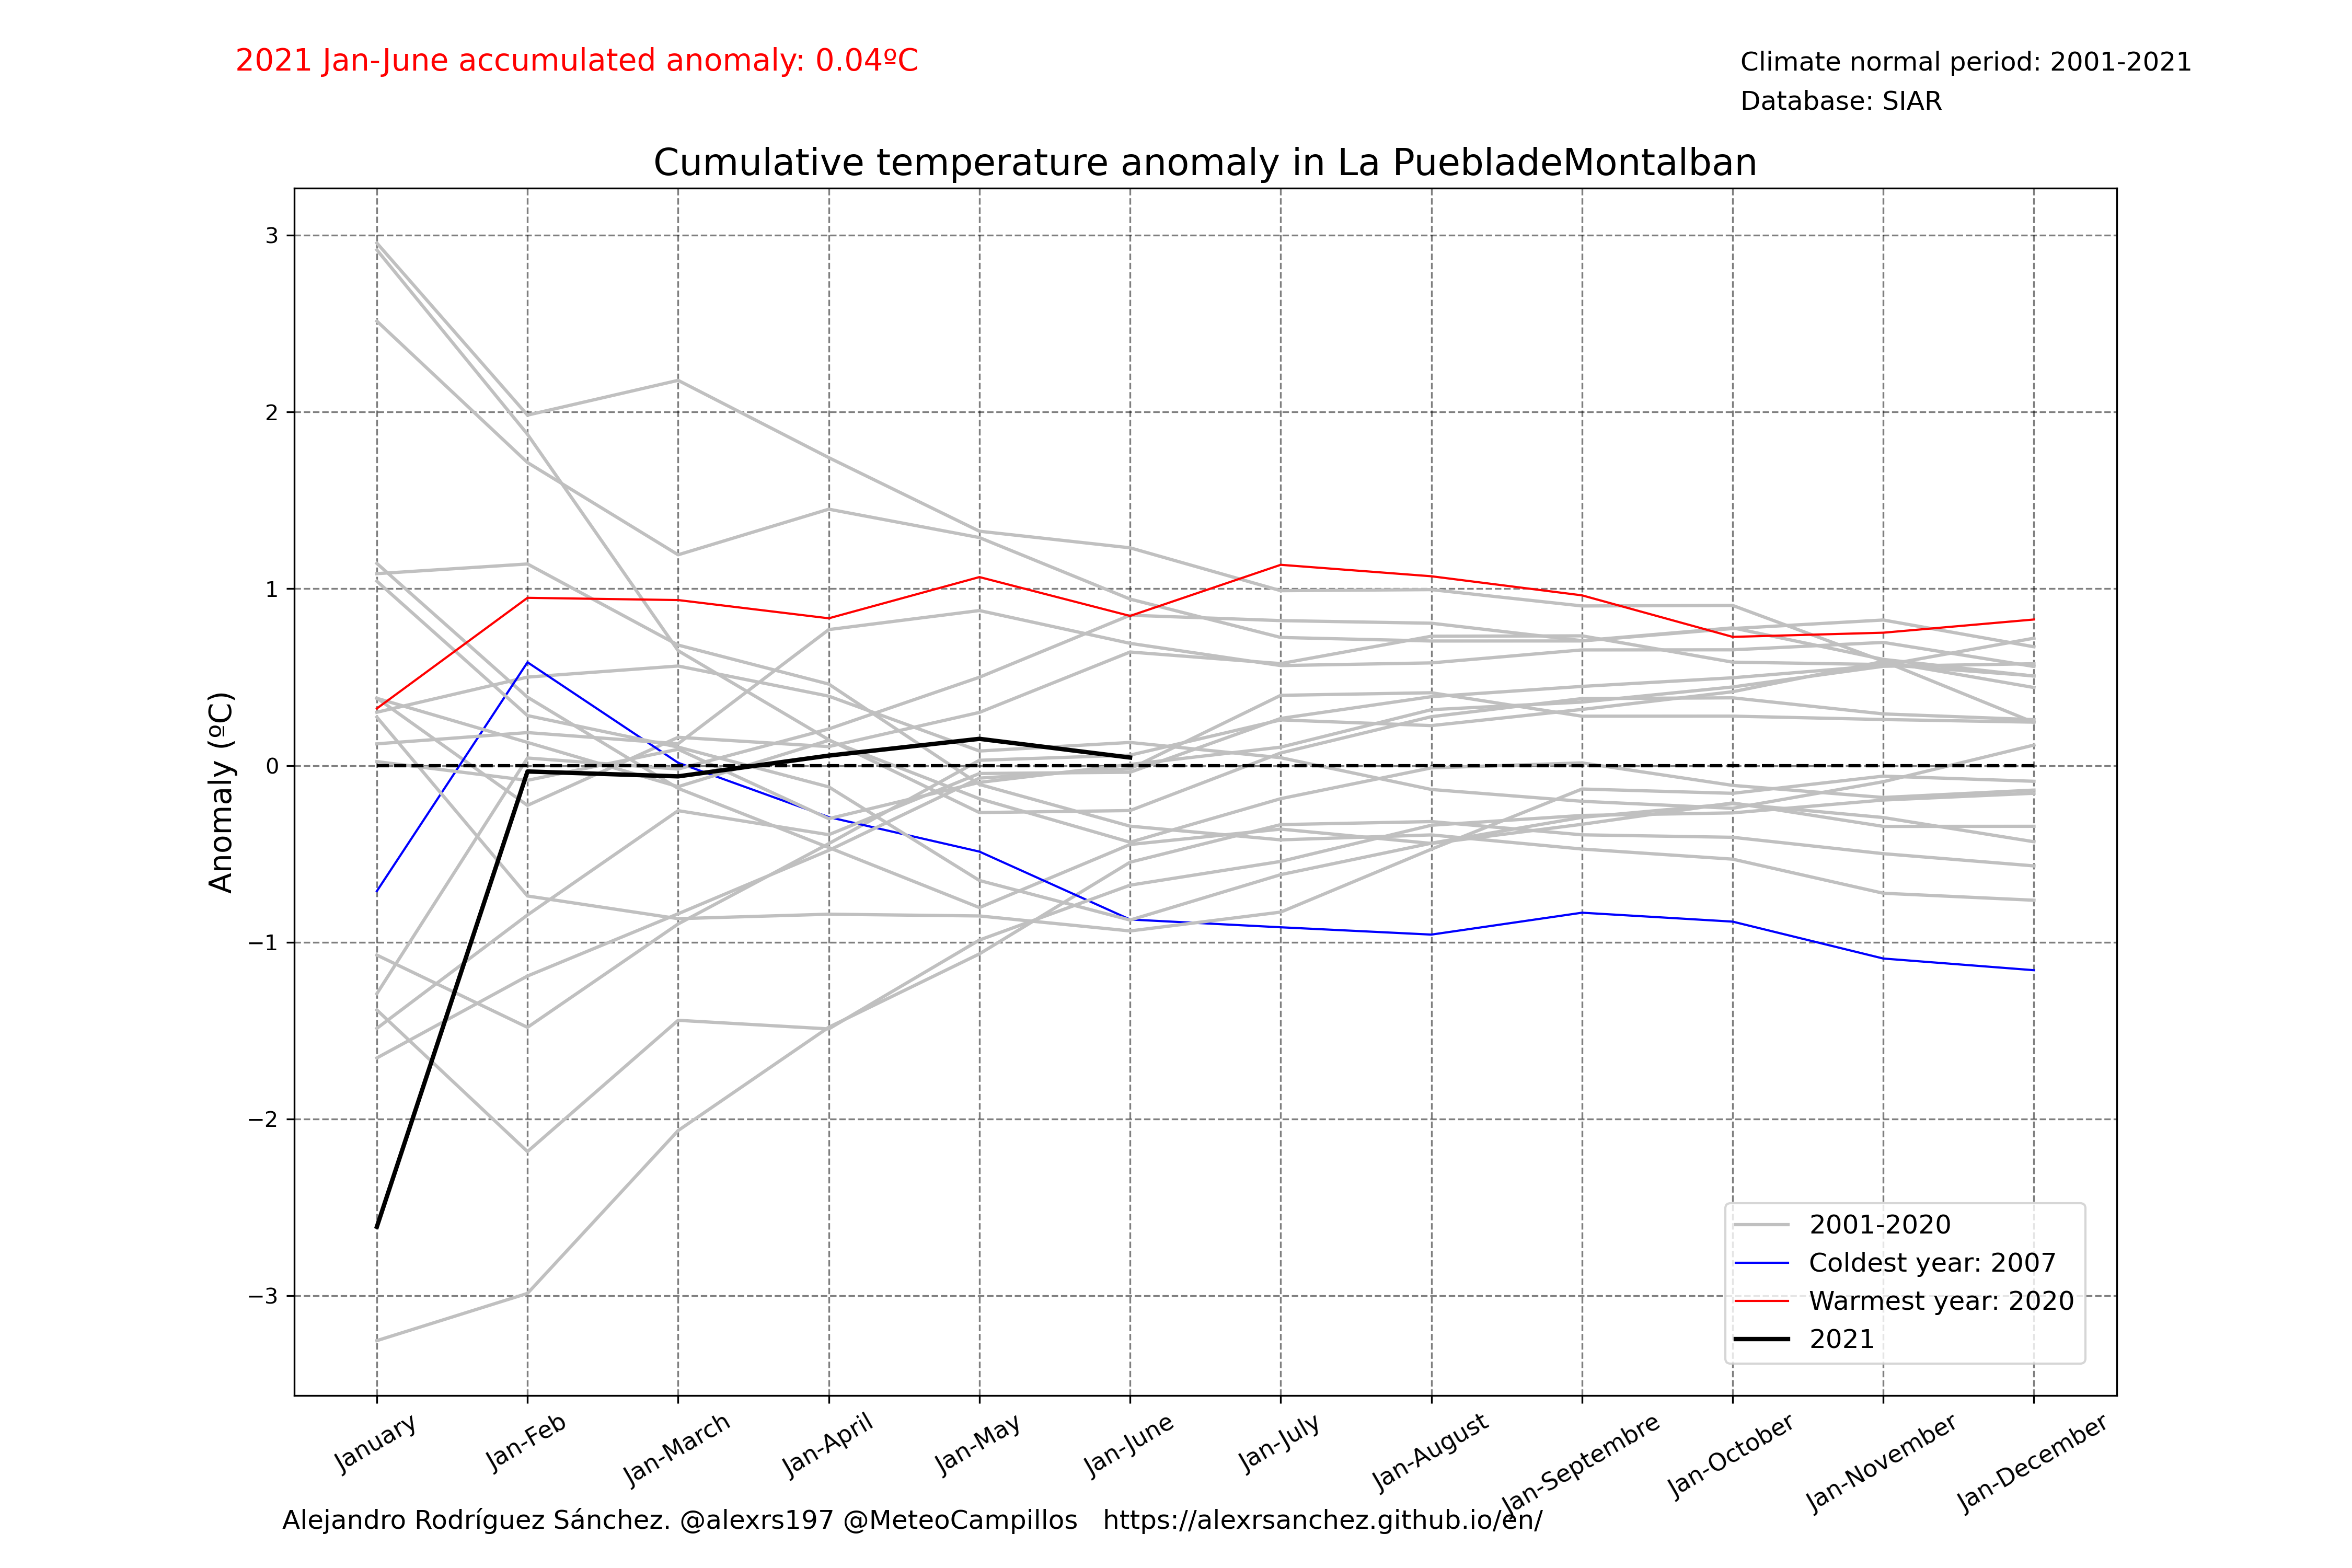 2021 Jan-June accumulated anomaly: 0.04ºC
Climate normal period: 2001-2021
Database: SIAR
Cumulative temperature anomaly in La PuebladeMontalban
Anomaly (ºC)
3
2
1
0
−1
−2
−3
2001-2020
Coldest year: 2007
Warmest year: 2020
2021
January
Jan-Feb
Jan-March
Jan-April
Jan-May
Jan-June
Jan-July
Jan-August
Jan-Septembre
Jan-October
Jan-November
Jan-December
Alejandro Rodríguez Sánchez. @alexrs197 @MeteoCampillos https://alexrsanchez.github.io/en/